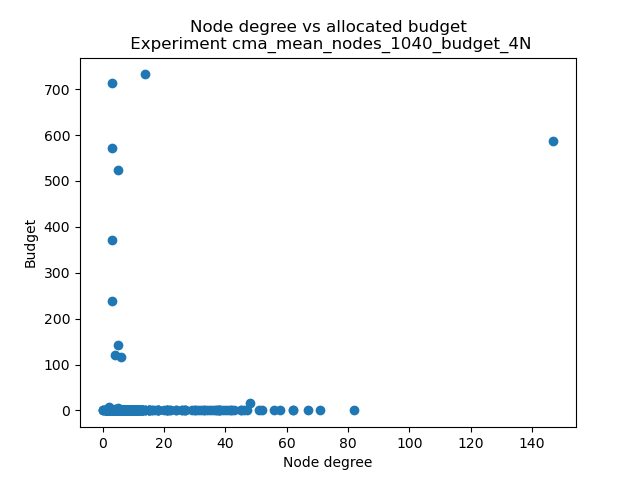 Node degree vs allocated budget
Experiment cma_mean_nodes_1040_budget_4N
700
600
500
400
300
200
100
0
Budget
0 20 40 60 80 100 120 140
Node degree